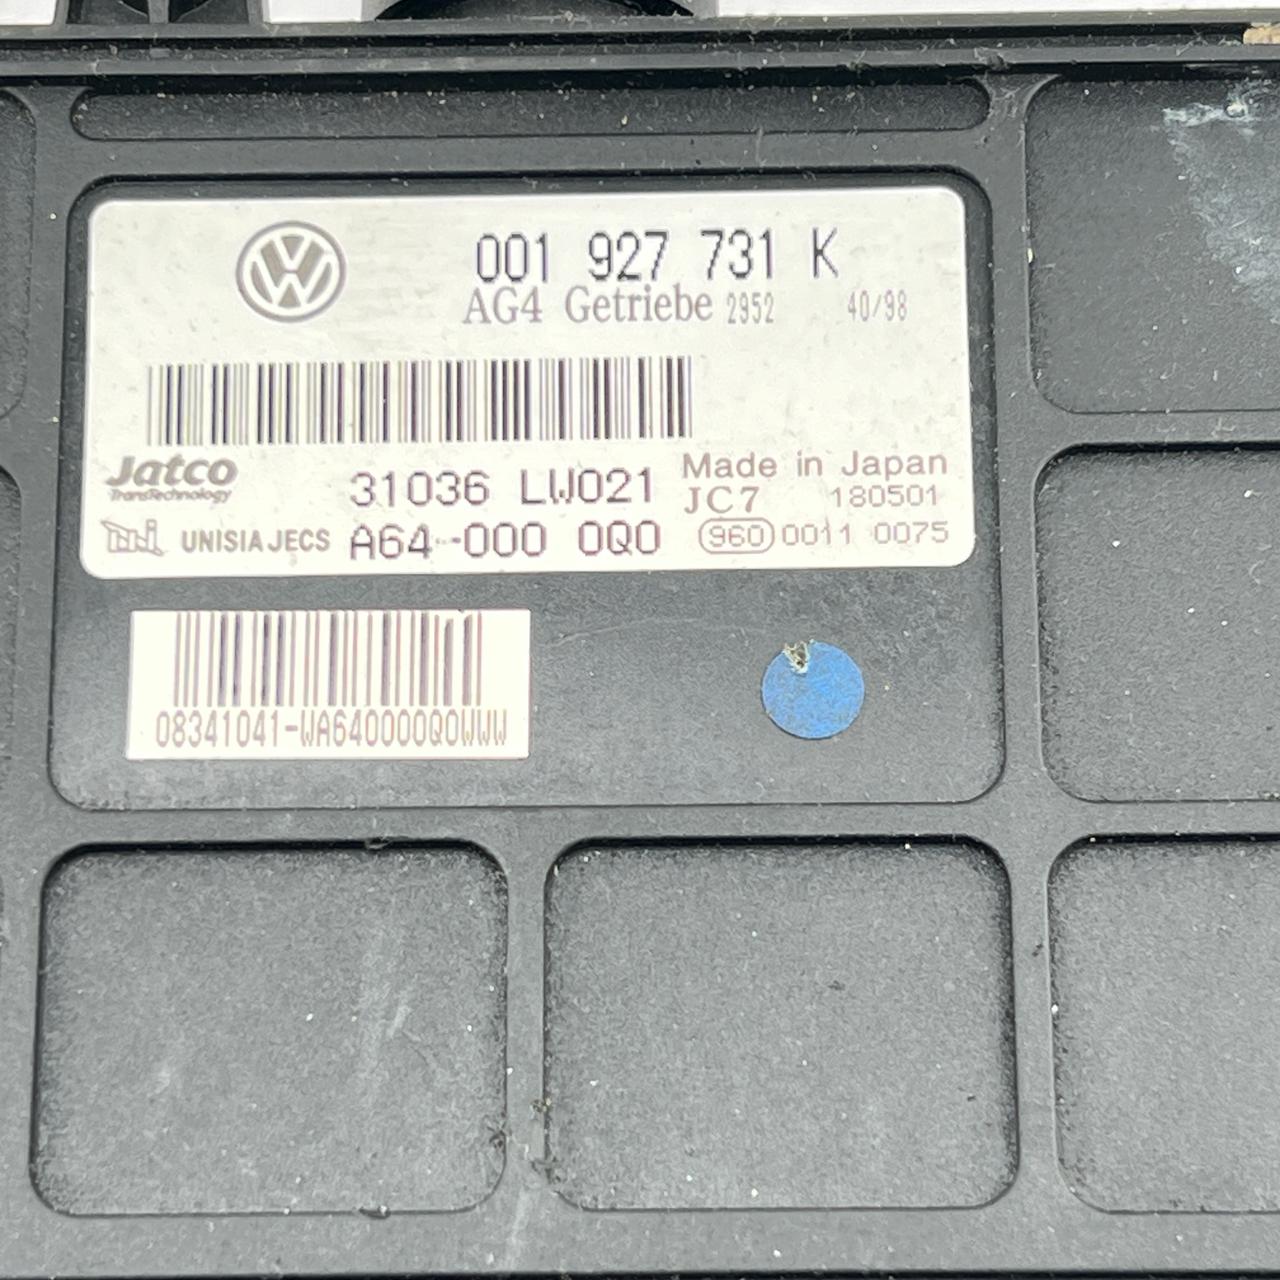 001 927 731 K
AG4 Getriebe 2952 40/98
Jatco
TransTechnology
31036 LW021
Made in Japan
JC7 180501
UNISIA JECS A64-000 0Q0
960 0011 0075
08341041-WA640000Q0WWW